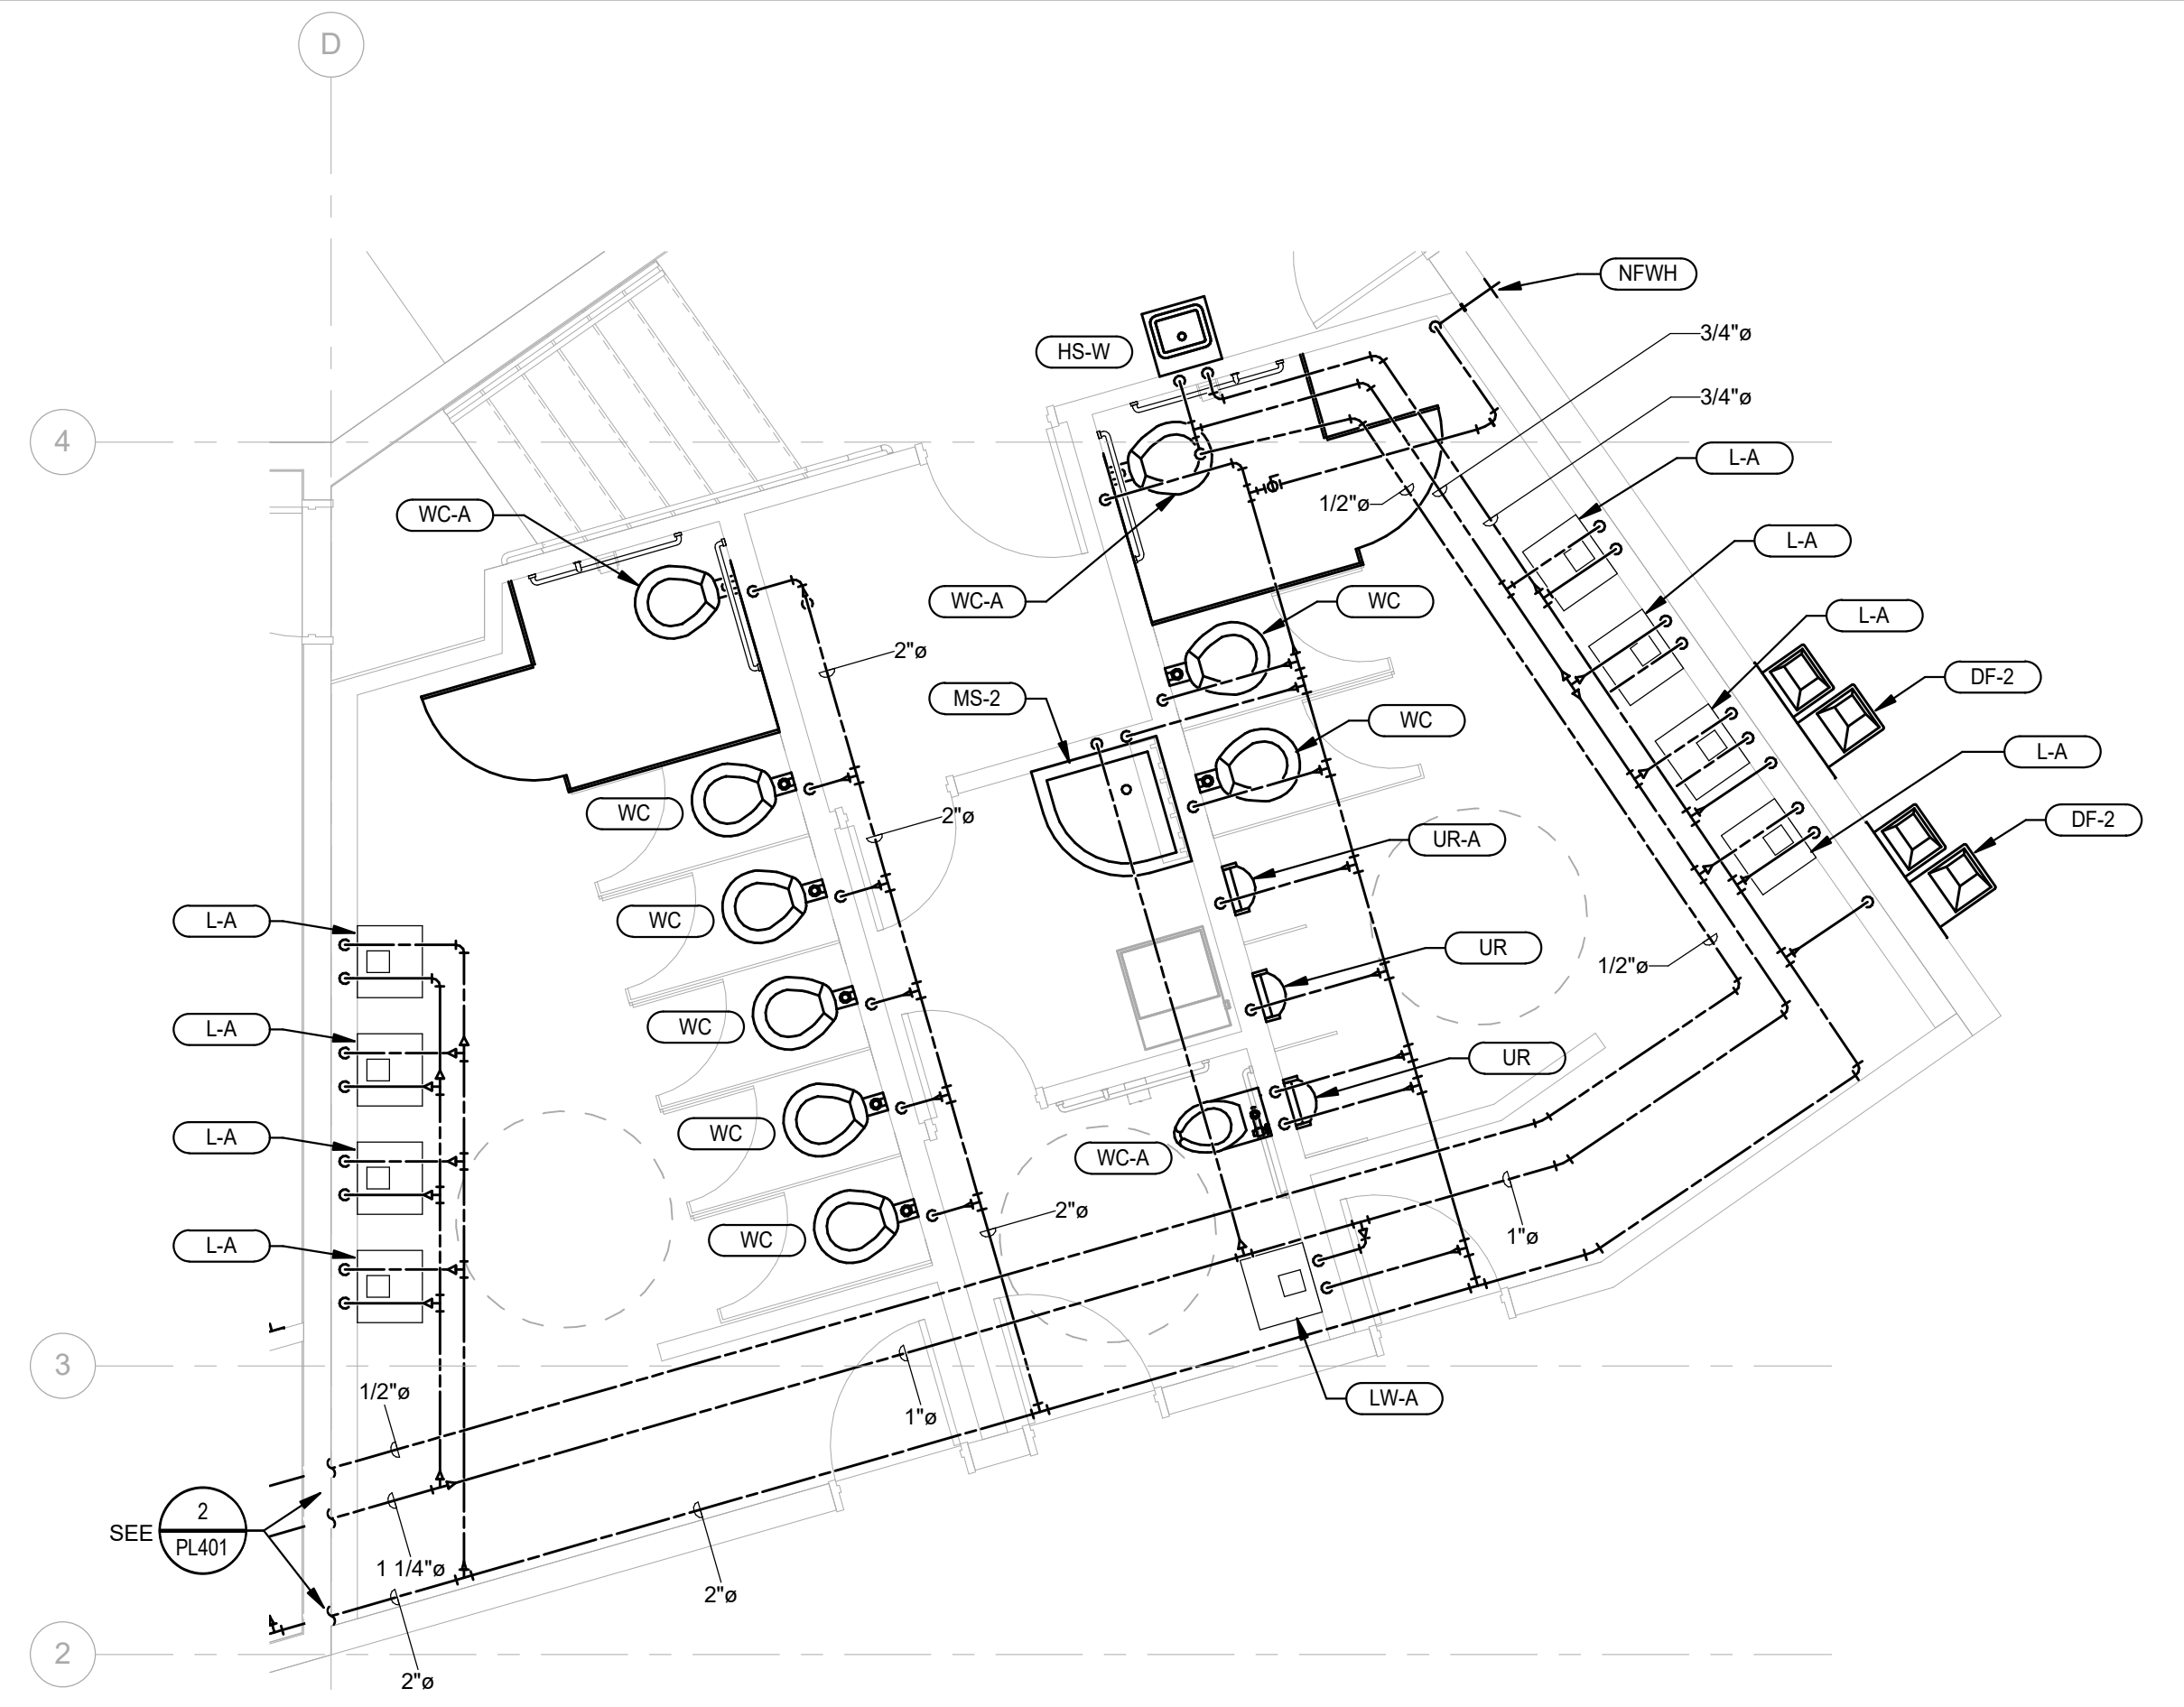 D
NFWH
3/4"ø
HS-W
3/4"ø
4
L-A
1/2"ø
WC-A
L-A
WC-A
WC
L-A
2"ø
DF-2
MS-2
WC
L-A
WC
2"ø
DF-2
UR-A
L-A
WC
UR
1/2"ø
L-A
WC
UR
L-A
WC
WC-A
2"ø
L-A
WC
1"ø
3
1/2"ø
LW-A
1"ø
2
SEE
PL401
1 1/4"ø
2"ø
2
2"ø